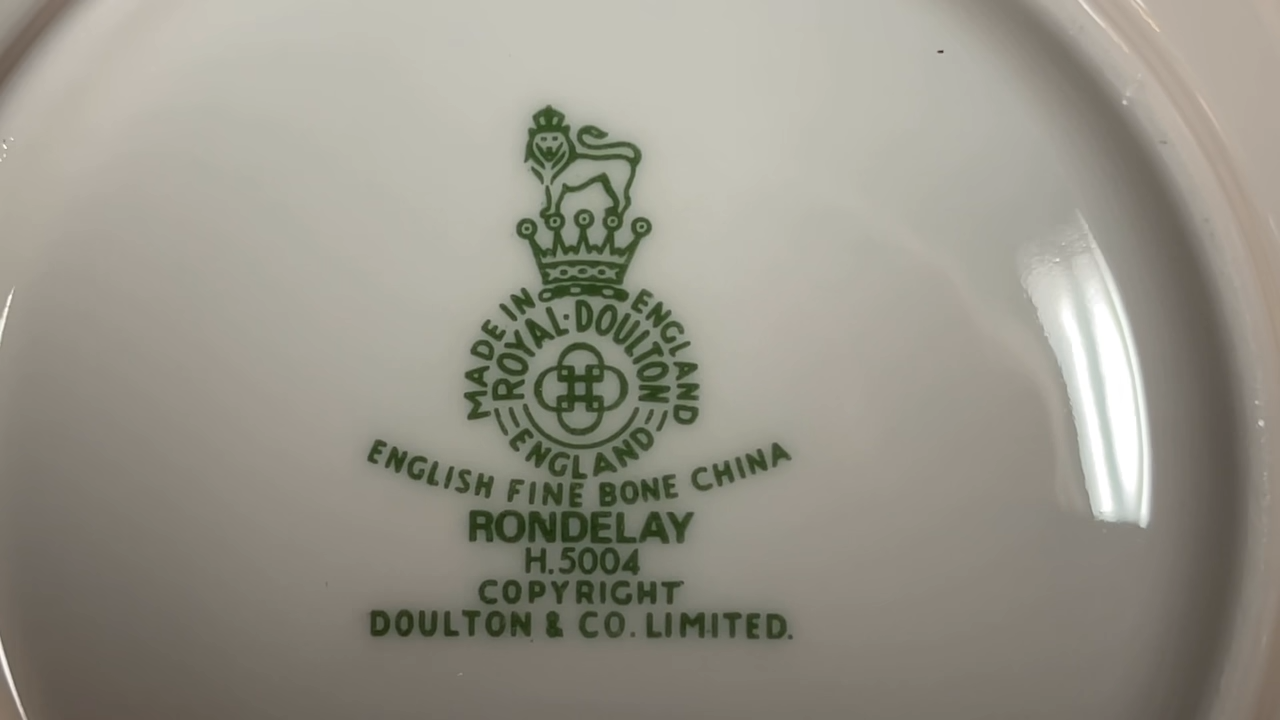 MADE IN ENGLAND
ROYAL·DOULTON
ENGLAND
ENGLISH FINE BONE CHINA
RONDELAY
H.5004
COPYRIGHT
DOULTON & CO. LIMITED.